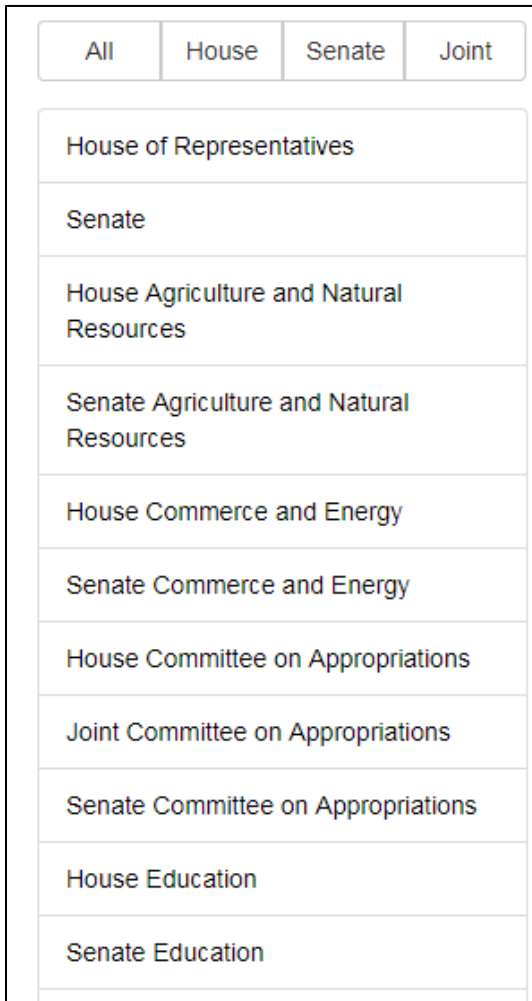 All House Senate Joint
House of Representatives
Senate
House Agriculture and Natural
Resources
Senate Agriculture and Natural
Resources
House Commerce and Energy
Senate Commerce and Energy
House Committee on Appropriations
Joint Committee on Appropriations
Senate Committee on Appropriations
House Education
Senate Education